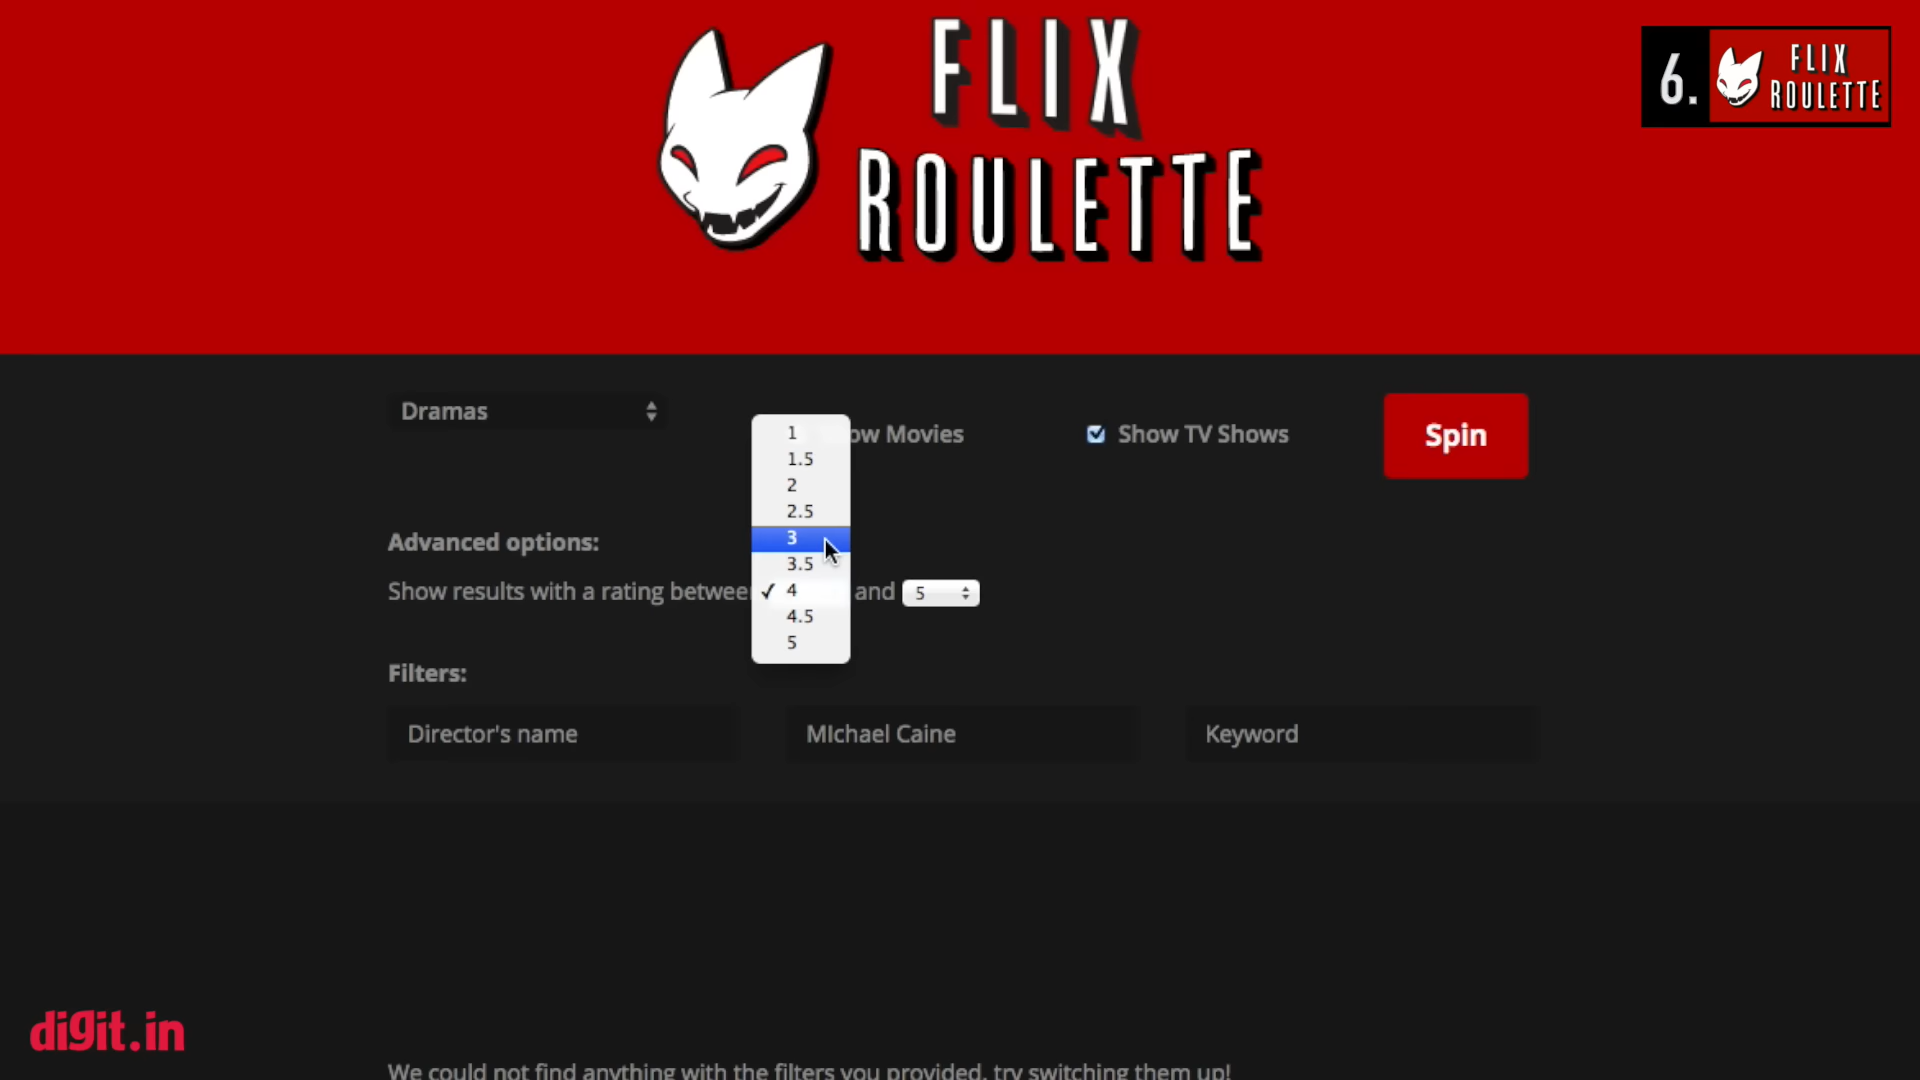 FLIX
ROULETTE
6.
FLIX
ROULETTE
Dramas
ow Movies
Show TV Shows
Spin
1
1.5
2
2.5
3
3.5
✓ 4
4.5
5
Advanced options:
Show results with a rating betwee
and
5
Filters:
Director's name
MIchael Caine
Keyword
digit.in
We could not find anything with the filters you provided, try switching them up!